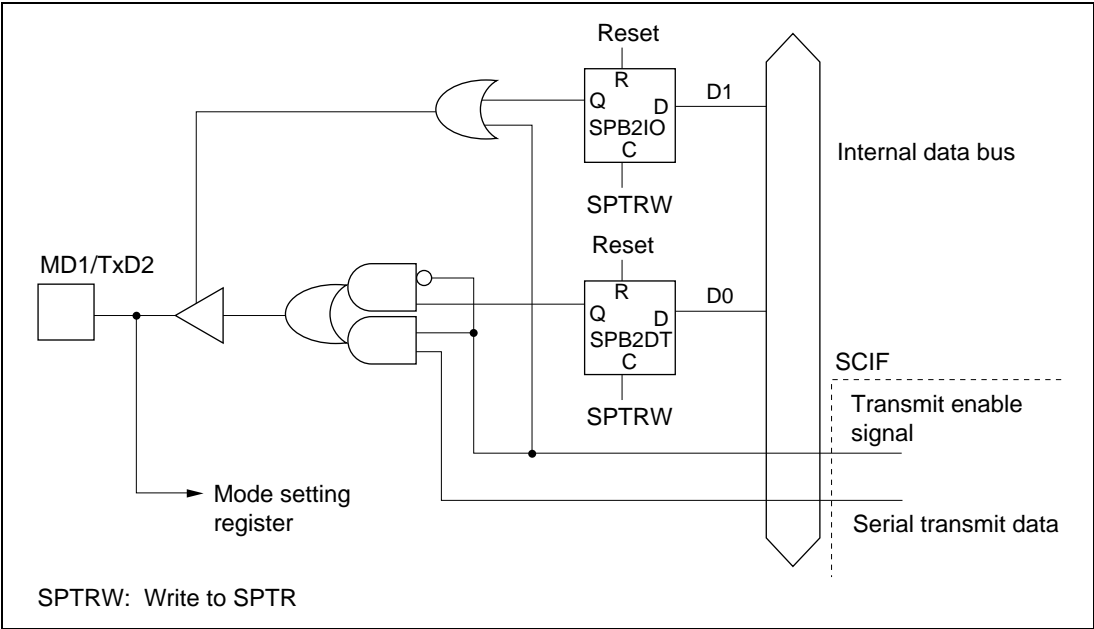 Reset
R
Q
D
D1
SPB2IO
C
Internal data bus
SPTRW
Reset
MD1/TxD2
R
Q
D
D0
SPB2DT
C
SCIF
SPTRW
Transmit enable
signal
Mode setting
register
Serial transmit data
SPTRW: Write to SPTR